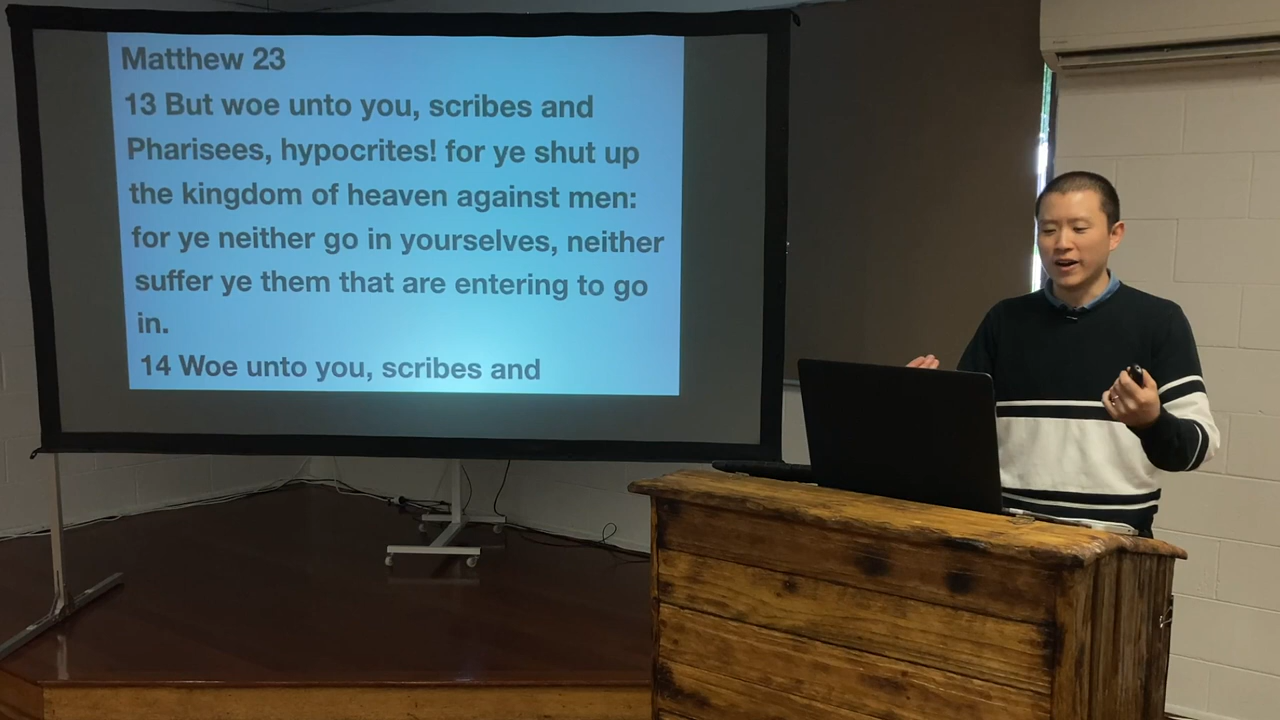 Matthew 23
13 But woe unto you, scribes and
Pharisees, hypocrites! for ye shut up
the kingdom of heaven against men:
for ye neither go in yourselves, neither
suffer ye them that are entering to go
in.
14 Woe unto you, scribes and